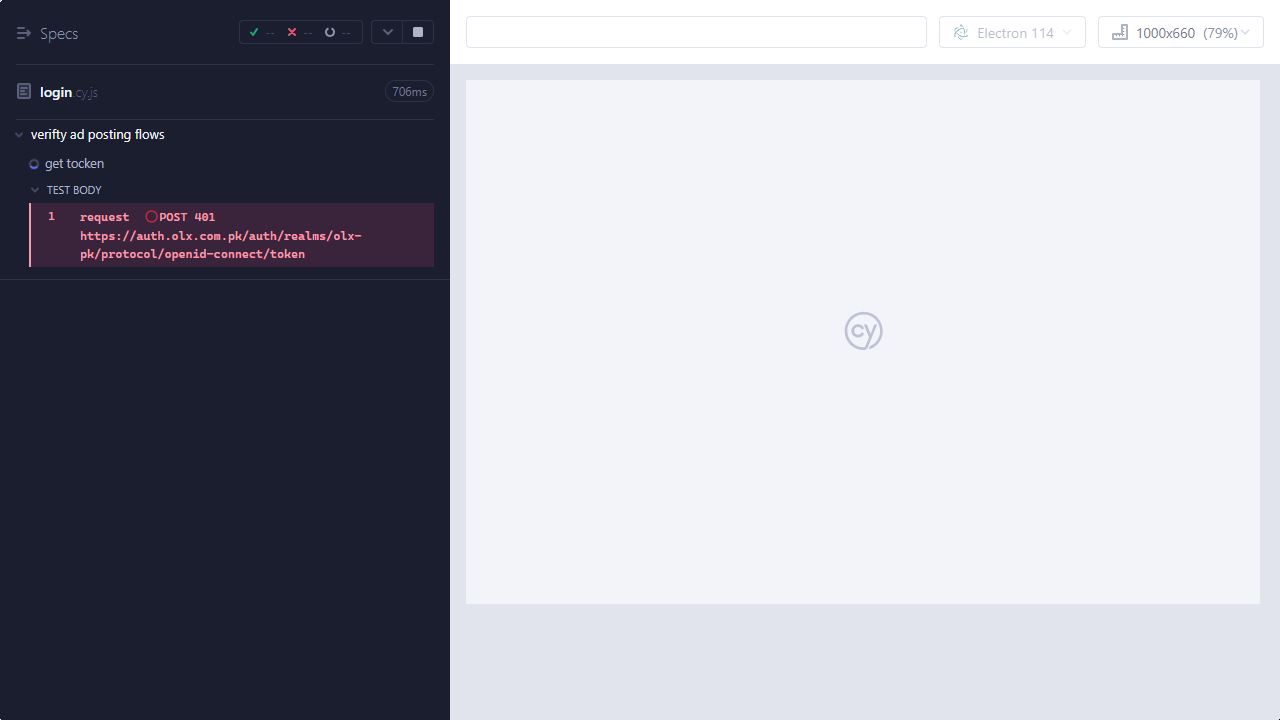 Specs
--
--
--
Electron 114
1000x660 (79%)
login.cy.js
706ms
verifty ad posting flows
get tocken
TEST BODY
1 request POST 401
https://auth.olx.com.pk/auth/realms/olx-
pk/protocol/openid-connect/token
cy